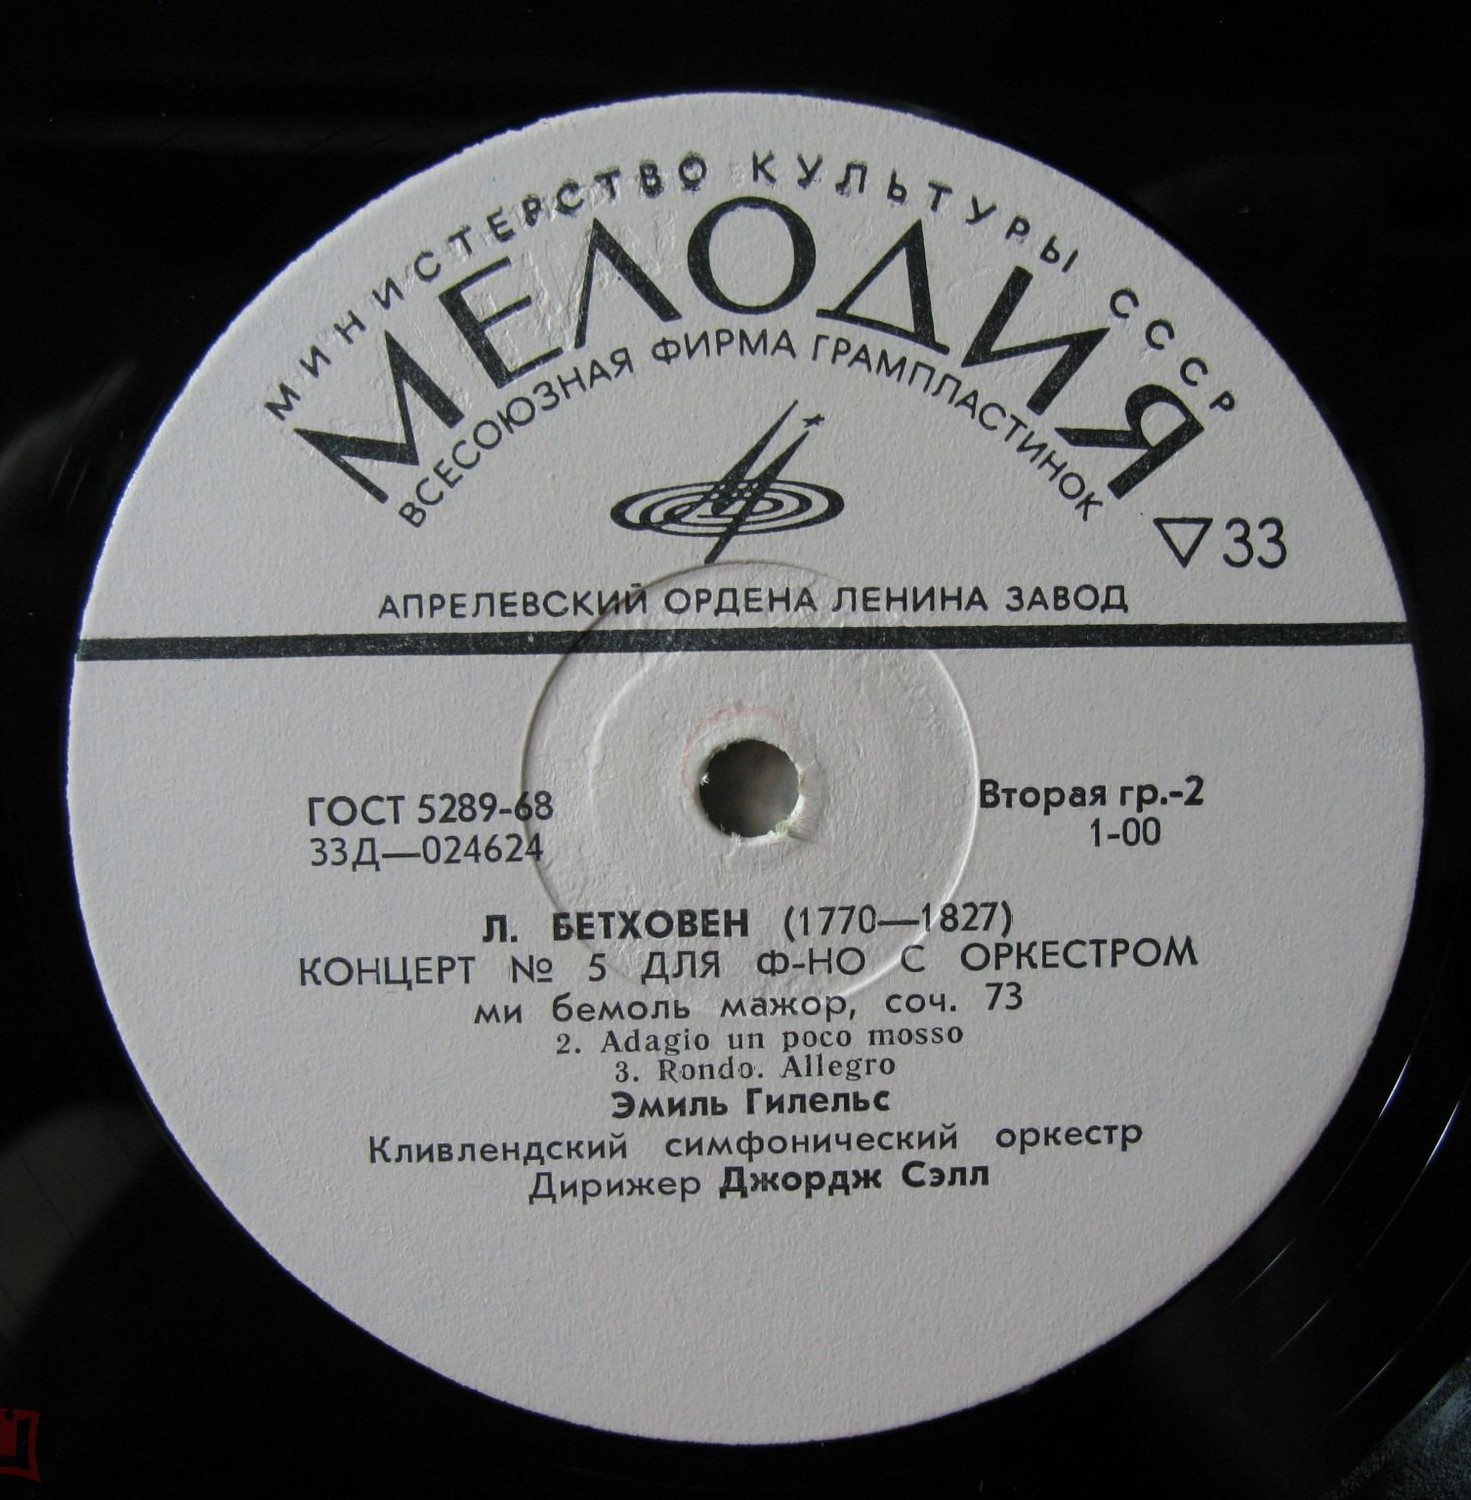 МИНИСТЕРСТВО КУЛЬТУРЫ СССР
МЕЛОДИЯ
ВСЕСОЮЗНАЯ ФИРМА ГРАМПЛАСТИНОК
33
АПРЕЛЕВСКИЙ ОРДЕНА ЛЕНИНА ЗАВОД
ГОСТ 5289-68
Вторая гр.-2
33Д—024624
1-00
Л. БЕТХОВЕН (1770—1827)
КОНЦЕРТ № 5 ДЛЯ Ф-НО С ОРКЕСТРОМ
ми бемоль мажор, соч. 73
2. Adagio un poco mosso
3. Rondo. Allegro
Эмиль Гилельс
Кливлендский симфонический оркестр
Дирижер Джордж Сэлл